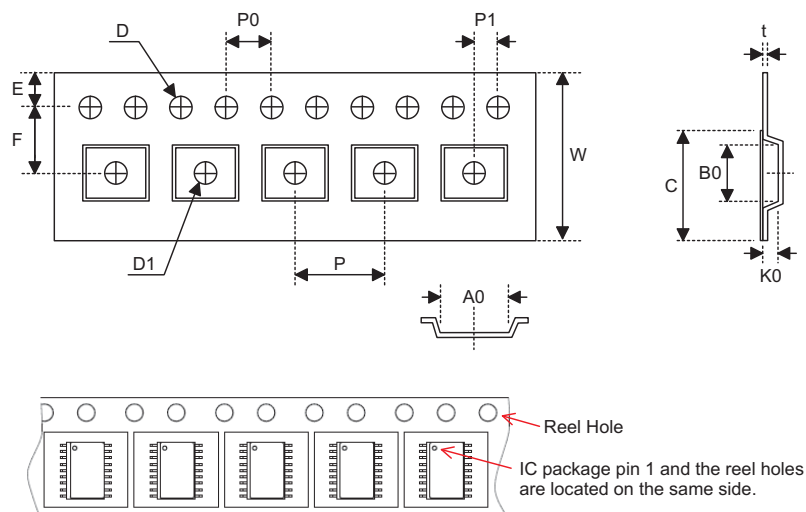 D
P0
P1
t
E
F
W
C
B0
D1
P
K0
A0
Reel Hole
IC package pin 1 and the reel holes
are located on the same side.